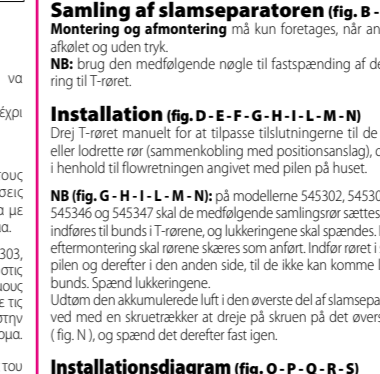 να
έχρι
τους
σεις
α με
μα.
303,
στις
μους
ε τις
στην
ομα.
του
Samling af slamseparatoren (fig. B -
Montering og afmontering må kun foretages, når an
afkølet og uden tryk.
NB: brug den medfølgende nøgle til fastspænding af de
ring til T-røret.
Installation (fig. D - E - F - G - H - I - L - M - N)
Drej T-røret manuelt for at tilpasse tilslutningerne til de
eller lodrette rør (sammenkobling med positionsanslag), o
i henhold til flowretningen angivet med pilen på huset.
NB (fig. G - H - I - L - M - N): på modellerne 545302, 54530
545346 og 545347 skal de medfølgende samlingsrør sættes
indføres til bunds i T-rørene, og lukkeringene skal spændes.
eftermontering skal rørene skæres som anført. Indfør røret i
pilen og derefter i den anden side, til de ikke kan komme l
bunds. Spænd lukkeringene.
Udtøm den akkumulerede luft i den øverste del af slamsepa
ved med en skruetrækker at dreje på skruen på det øvers
( fig. N ), og spænd det derefter fast igen.
Installationsdiagram (fig. O - P - Q - R - S)